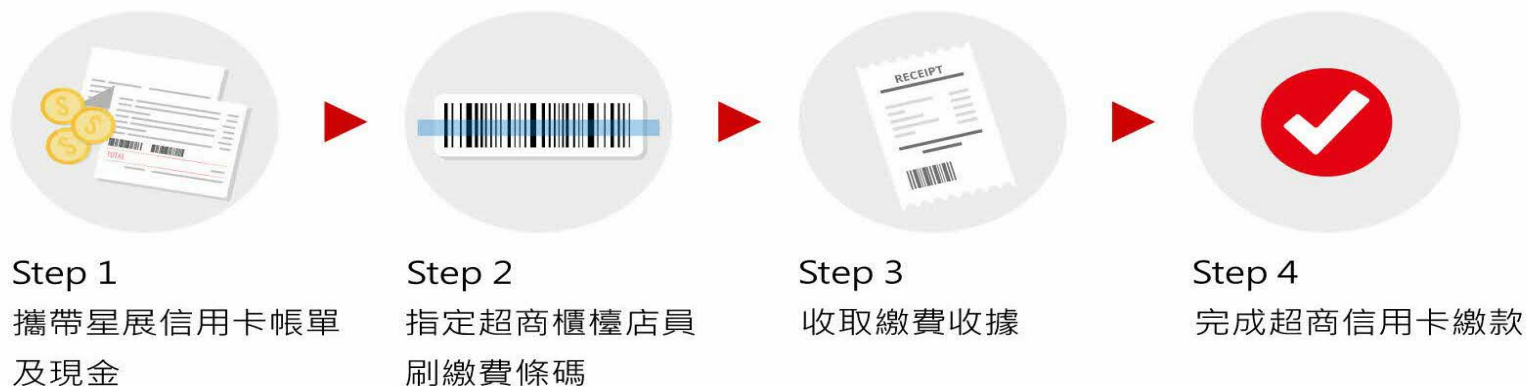 TOTAL
RECEIPT
Step 1
攜帶星展信用卡帳單
及現金
Step 2
指定超商櫃檯店員
刷繳費條碼
Step 3
收取繳費收據
Step 4
完成超商信用卡繳款